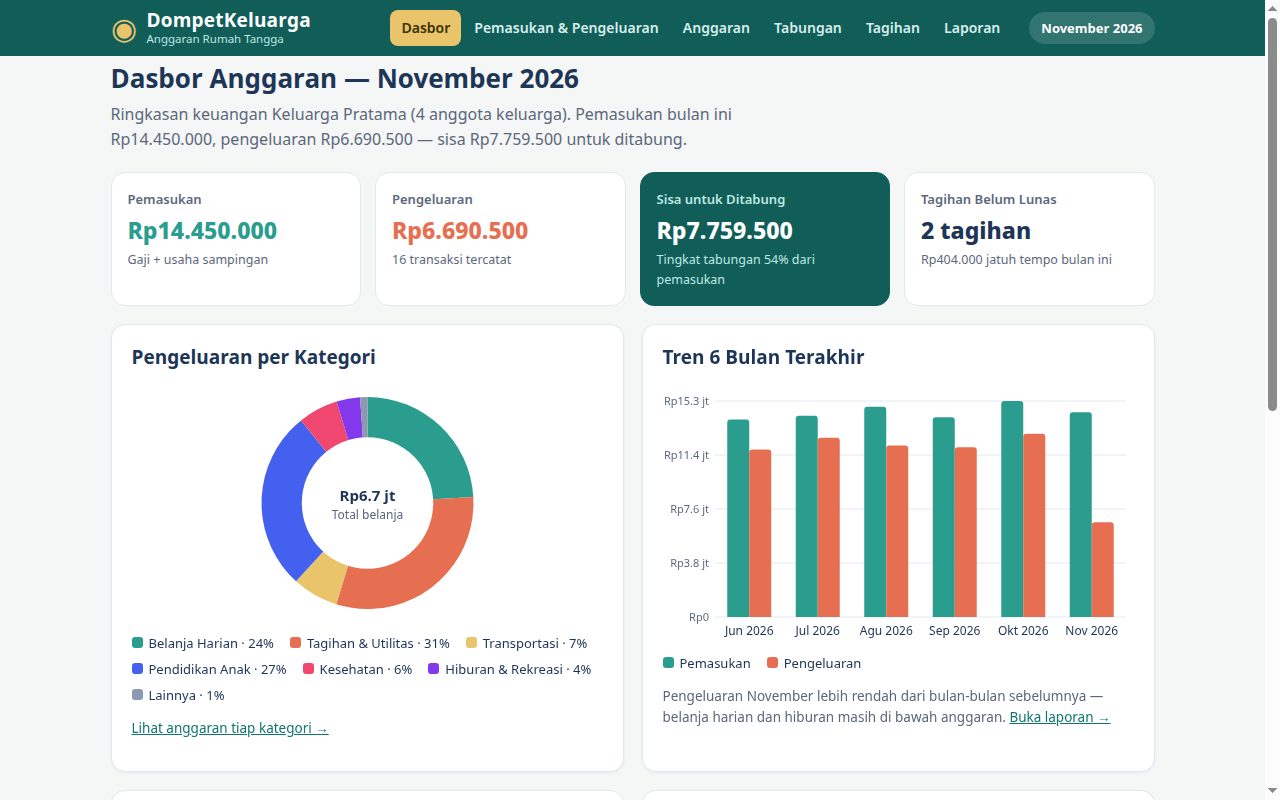 DompetKeluarga
Anggaran Rumah Tangga
Dasbor
Pemasukan & Pengeluaran
Anggaran
Tabungan
Tagihan
Laporan
November 2026
Dasbor Anggaran — November 2026
Ringkasan keuangan Keluarga Pratama (4 anggota keluarga). Pemasukan bulan ini
Rp14.450.000, pengeluaran Rp6.690.500 — sisa Rp7.759.500 untuk ditabung.
Pemasukan
Rp14.450.000
Gaji + usaha sampingan
Pengeluaran
Rp6.690.500
16 transaksi tercatat
Sisa untuk Ditabung
Rp7.759.500
Tingkat tabungan 54% dari
pemasukan
Tagihan Belum Lunas
2 tagihan
Rp404.000 jatuh tempo bulan ini
Pengeluaran per Kategori
Rp6.7 jt
Total belanja
Belanja Harian · 24%
Tagihan & Utilitas · 31%
Transportasi · 7%
Pendidikan Anak · 27%
Kesehatan · 6%
Hiburan & Rekreasi · 4%
Lainnya · 1%
Lihat anggaran tiap kategori →
Tren 6 Bulan Terakhir
Rp15.3 jt
Rp11.4 jt
Rp7.6 jt
Rp3.8 jt
Rp0
Jun 2026
Jul 2026
Agu 2026
Sep 2026
Okt 2026
Nov 2026
Pemasukan
Pengeluaran
Pengeluaran November lebih rendah dari bulan-bulan sebelumnya —
belanja harian dan hiburan masih di bawah anggaran. Buka laporan →